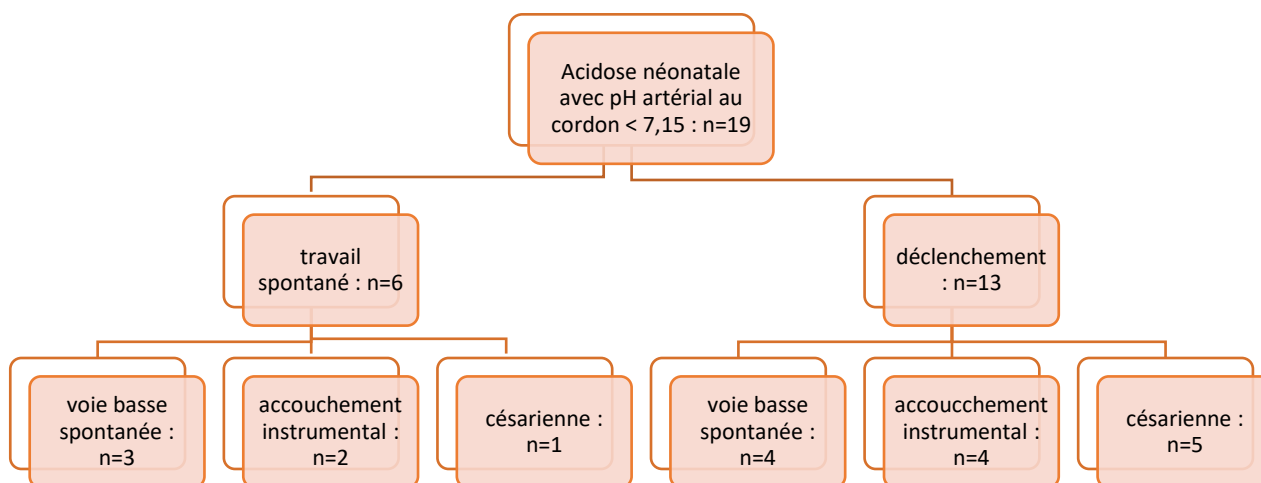 Acidose néonatale
avec pH artérial au
cordon < 7,15 : n=19
travail
spontané : n=6
déclenchement
: n=13
voie basse
spontanée :
n=3
accouchement
instrumental :
n=2
césarienne :
n=1
voie basse
spontanée :
n=4
accoucchement
instrumental :
n=4
césarienne :
n=5